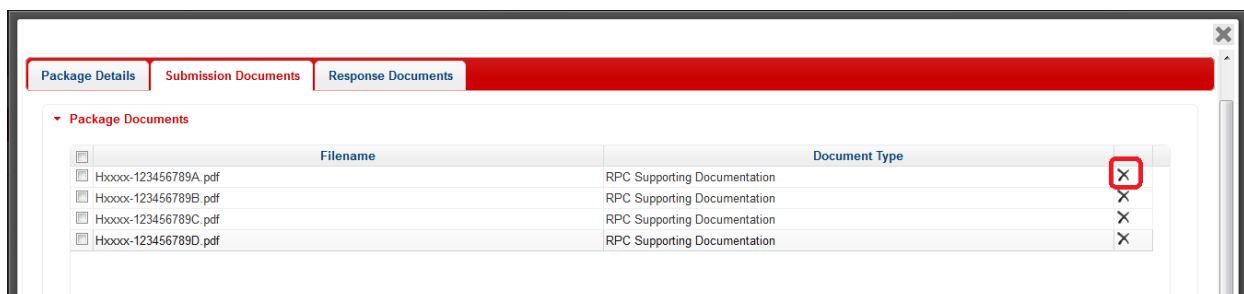 Package Details Submission Documents Response Documents
Package Documents
Filename Document Type
Hxxxx-123456789A.pdf RPC Supporting Documentation
Hxxxx-123456789B.pdf RPC Supporting Documentation
Hxxxx-123456789C.pdf RPC Supporting Documentation
Hxxxx-123456789D.pdf RPC Supporting Documentation